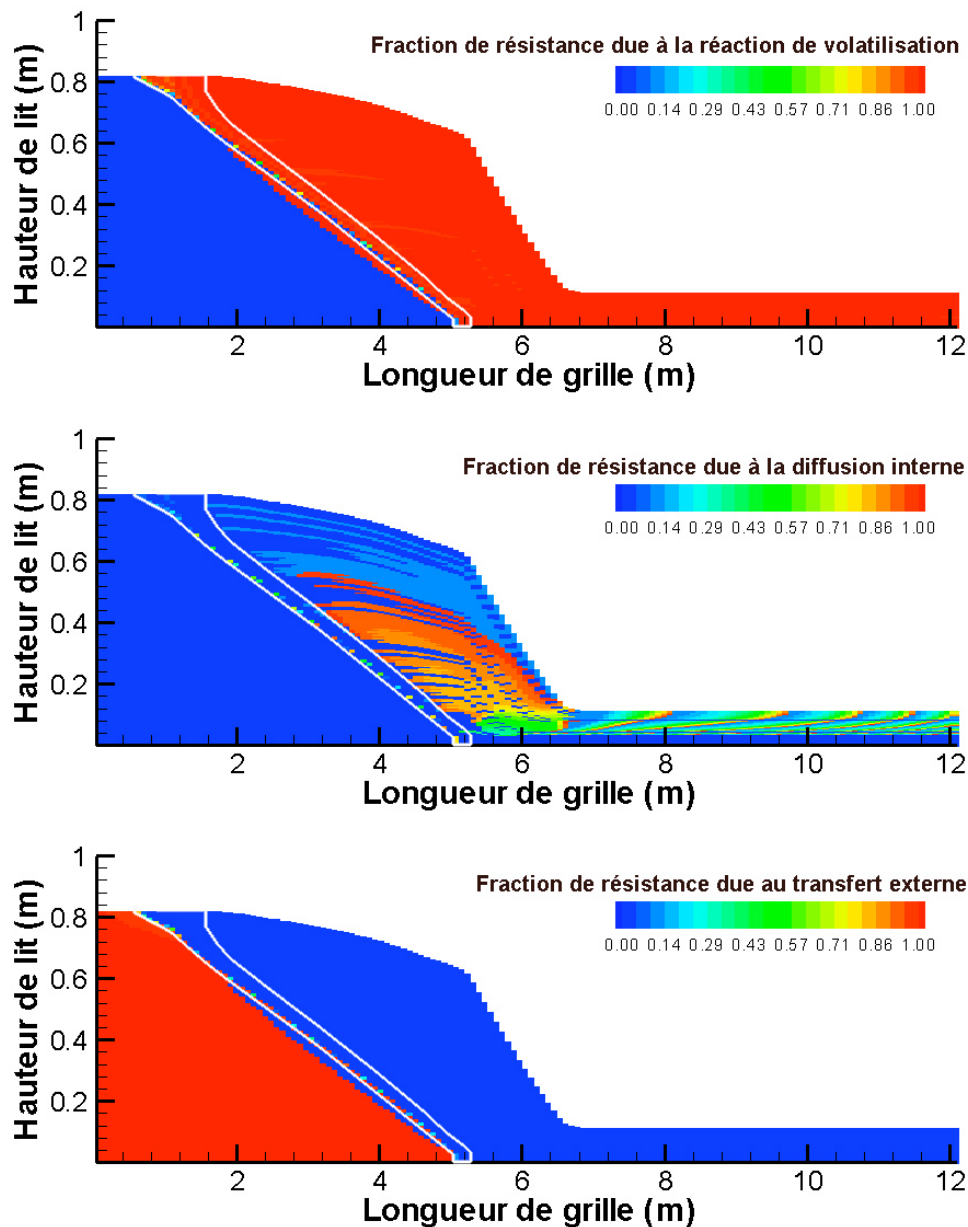 Fraction de résistance due à la réaction de volatilisation
0.00 0.14 0.29 0.43 0.57 0.71 0.86 1.00
Hauteur de lit (m)
1
0.8
0.6
0.4
0.2
2 4 6 8 10 12
Longueur de grille (m)
Fraction de résistance due à la diffusion interne
0.00 0.14 0.29 0.43 0.57 0.71 0.86 1.00
Hauteur de lit (m)
1
0.8
0.6
0.4
0.2
2 4 6 8 10 12
Longueur de grille (m)
Fraction de résistance due au transfert externe
0.00 0.14 0.29 0.43 0.57 0.71 0.86 1.00
Hauteur de lit (m)
1
0.8
0.6
0.4
0.2
2 4 6 8 10 12
Longueur de grille (m)